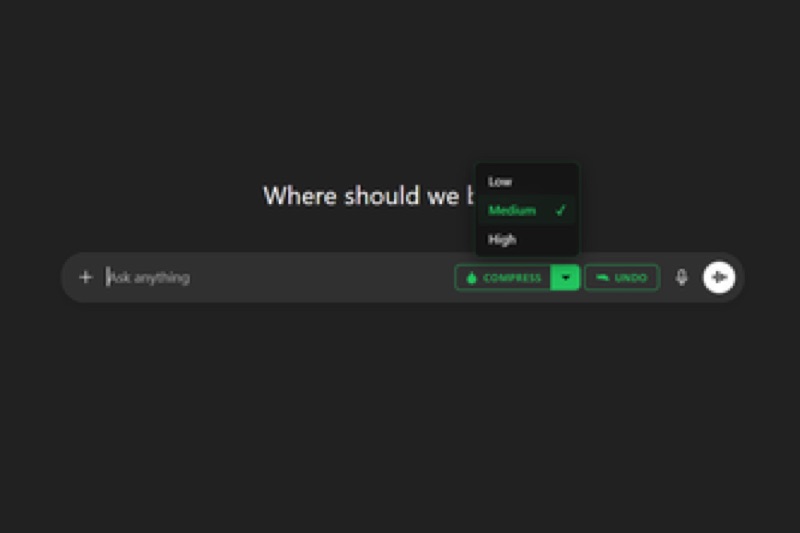 Low
Where should we b
Medium
High
Ask anything
COMPRESS
UNDO